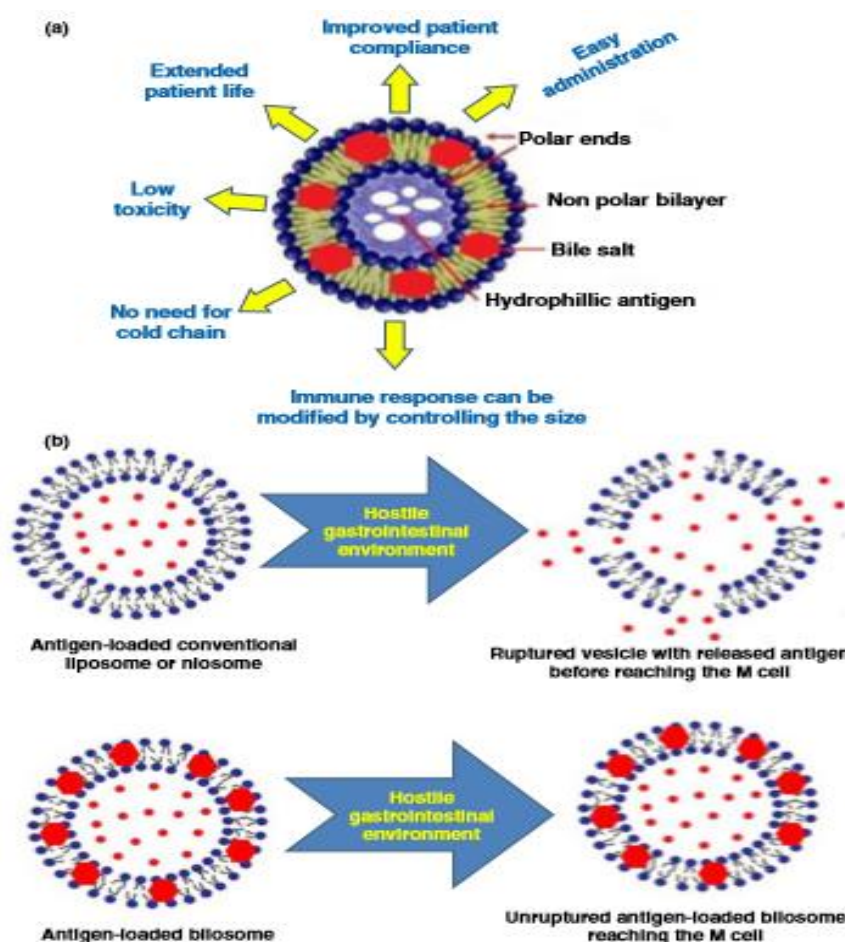 (a)
Improved patient
compliance
Easy
administration
Extended
patient life
Polar ends
Low
toxicity
Non polar bilayer
Bile salt
Hydrophillic antigen
No need for
cold chain
Immune response can be
modified by controlling the size
(b)
Hostile
gastrointestinal
environment
Antigen-loaded conventional
liposome or niosome
Ruptured vesicle with released antigen
before reaching the M cell
Hostile
gastrointestinal
environment
Antigen-loaded bilosome
Unruptured antigen-loaded bilosome
reaching the M cell